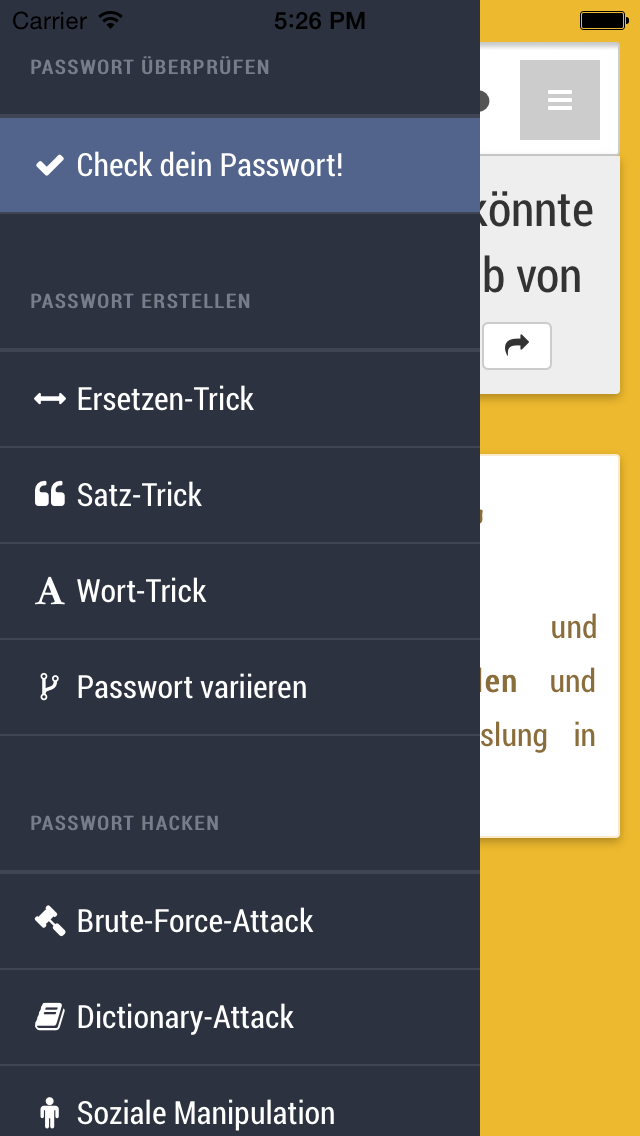 Carrier 5:26 PM
PASSWORT ÜBERPRÜFEN
Check dein Passwort!
könnte
b von
PASSWORT ERSTELLEN
Ersetzen-Trick
Satz-Trick
Wort-Trick
und
Passwort variieren
den und
slung in
PASSWORT HACKEN
Brute-Force-Attack
Dictionary-Attack
Soziale Manipulation